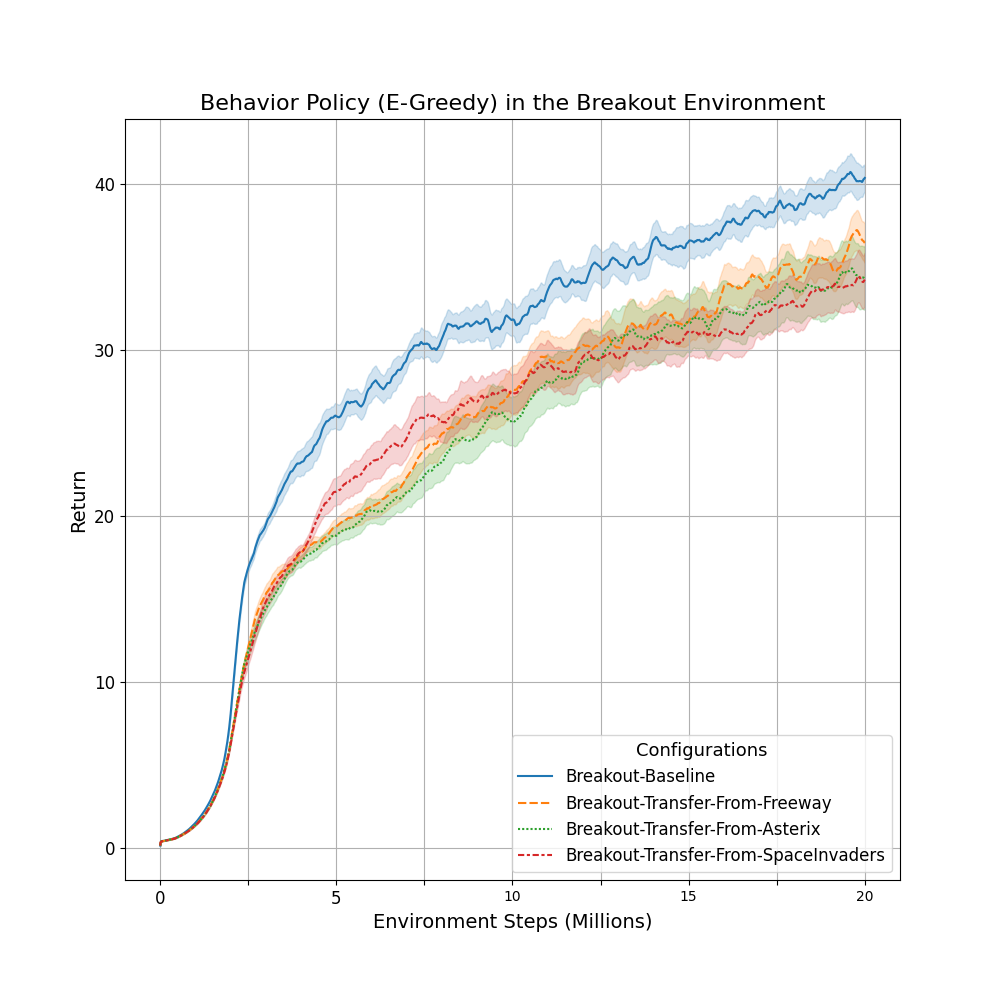 Behavior Policy (E-Greedy) in the Breakout Environment
Return
40
30
20
10
0
0 5 10 15 20
Environment Steps (Millions)
Configurations
Breakout-Baseline
Breakout-Transfer-From-Freeway
Breakout-Transfer-From-Asterix
Breakout-Transfer-From-SpaceInvaders